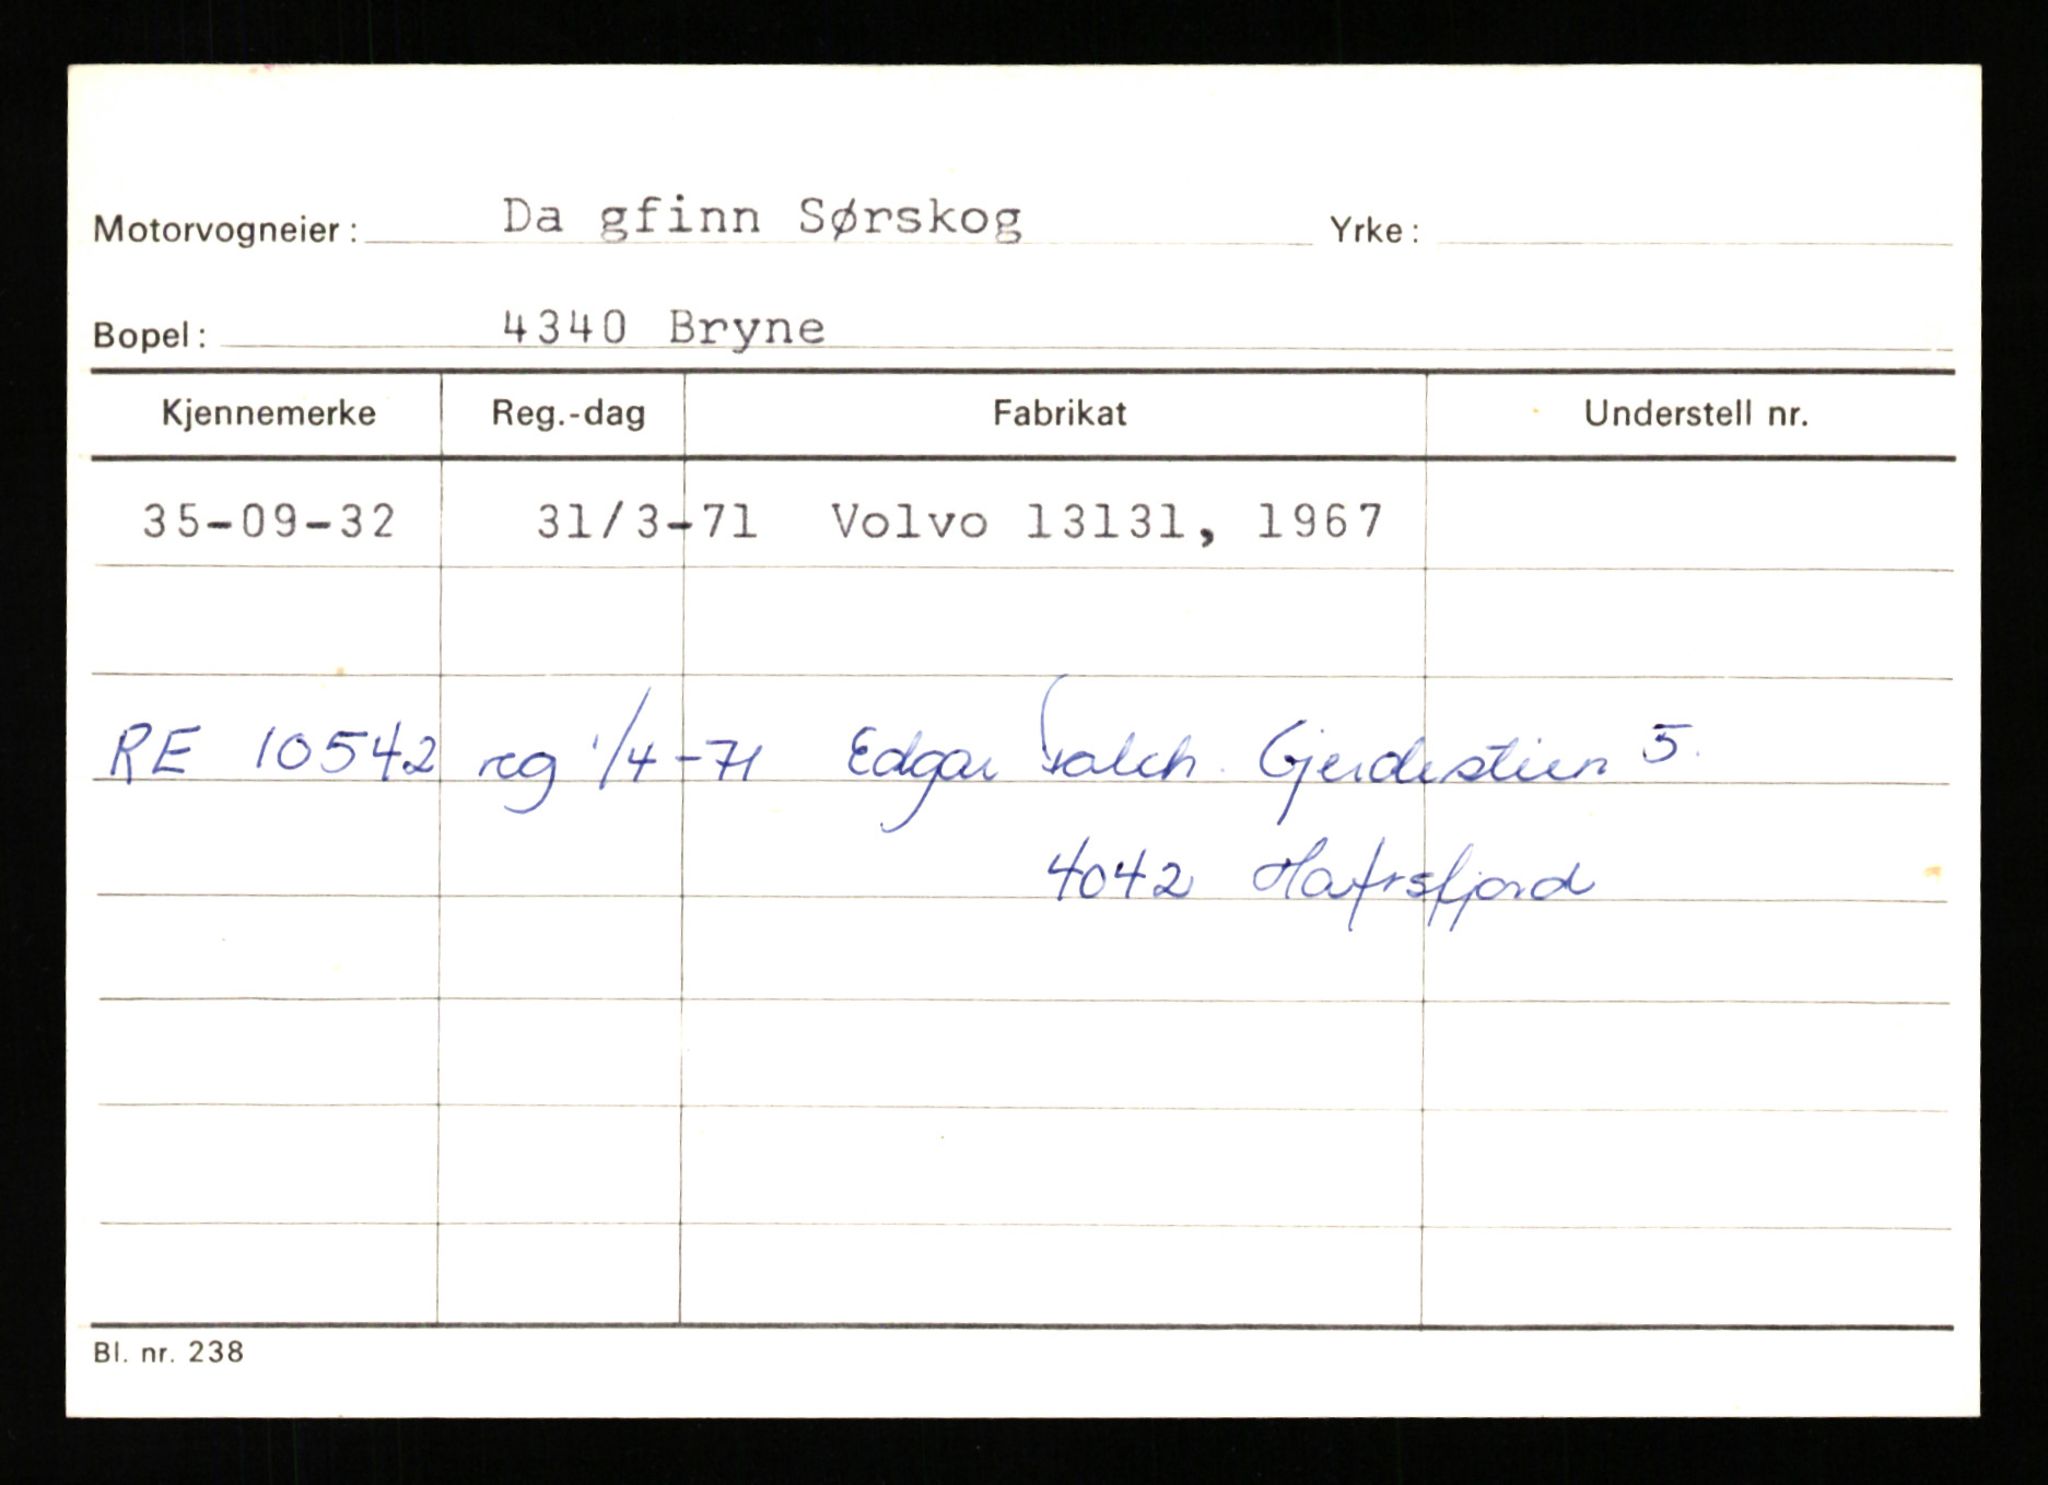 Motorvogneier: Da gfinn Sørskog Yrke:
Bopel: 4340 Bryne
Kjennemerke Reg.-dag Fabrikat Understell nr.
35-09-32 31/3-71 Volvo 13131, 1967
RE 10542 reg 1/4-71 Edgar Falch. Gjerdestien 5.
4042 Hafrsfjord
Bl. nr. 238